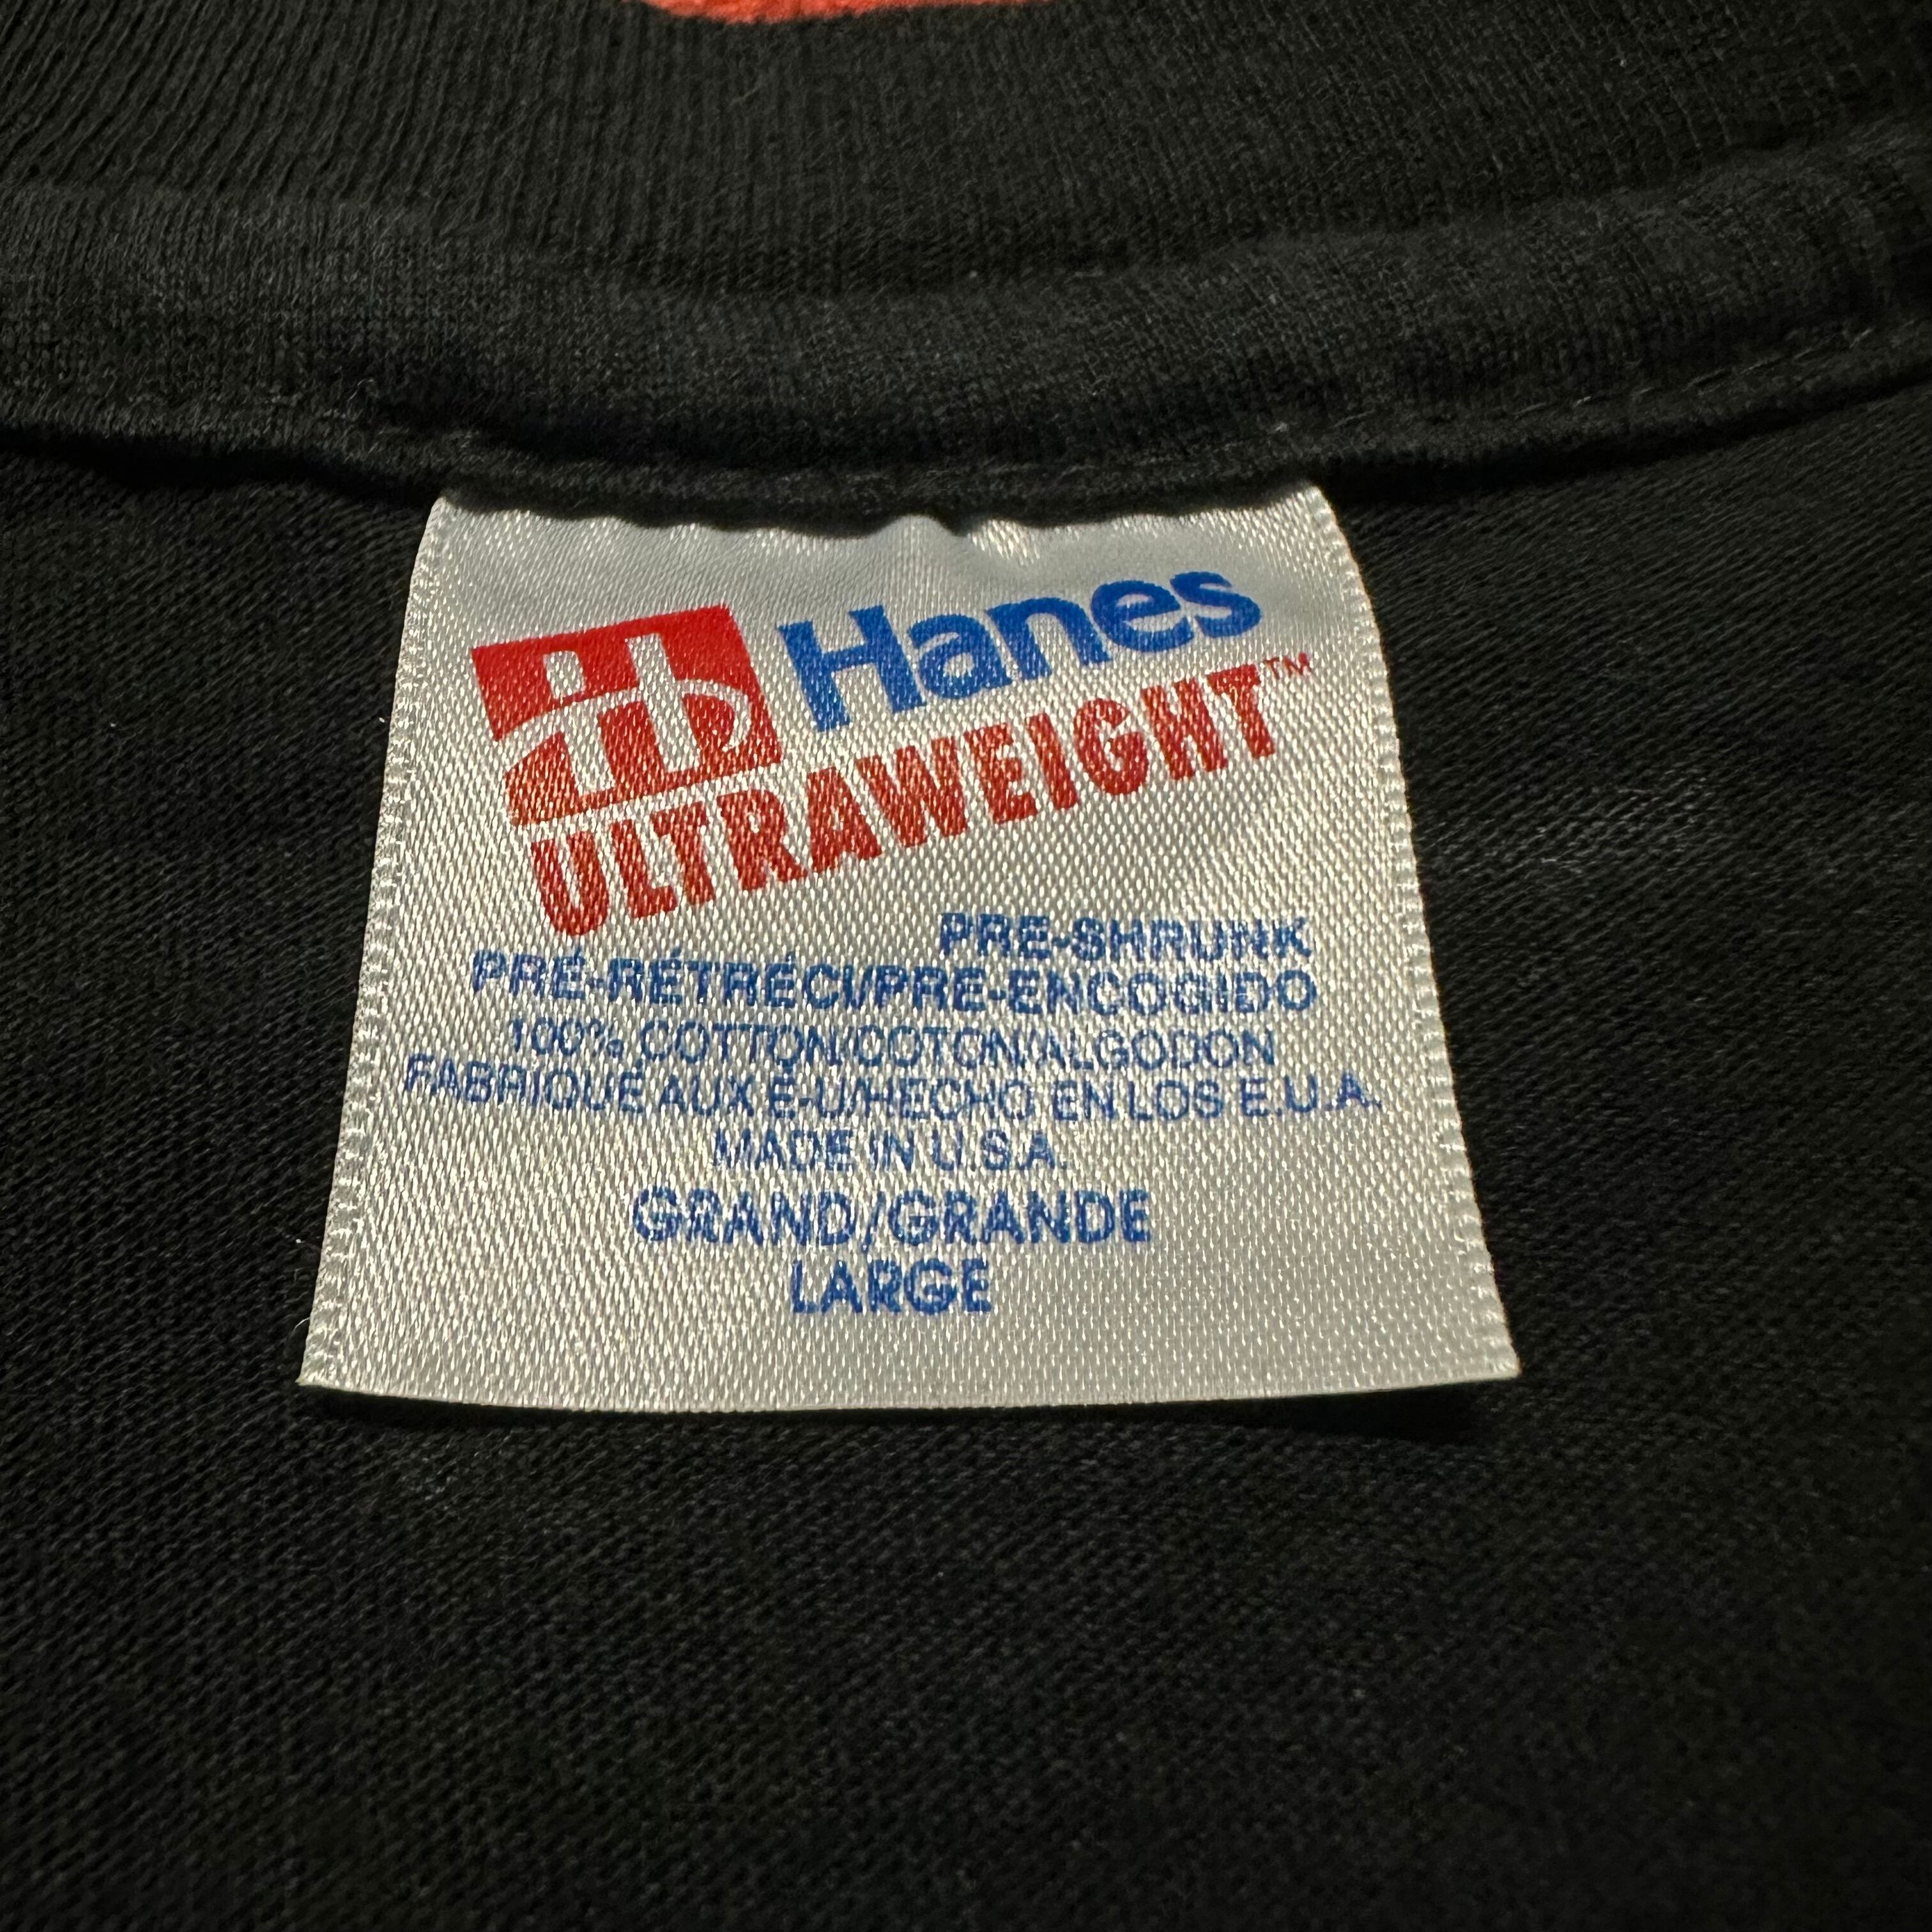 Hanes
ULTRAWEIGHT™
PRE-SHRUNK
PRÉ-RÉTRÉCI/PRE-ENCOGIDO
100% COTTON/COTON/ALGODON
FABRIQUÉ AUX É-U/HECHO EN LOS E.U.A.
MADE IN U.S.A.
GRAND/GRANDE
LARGE